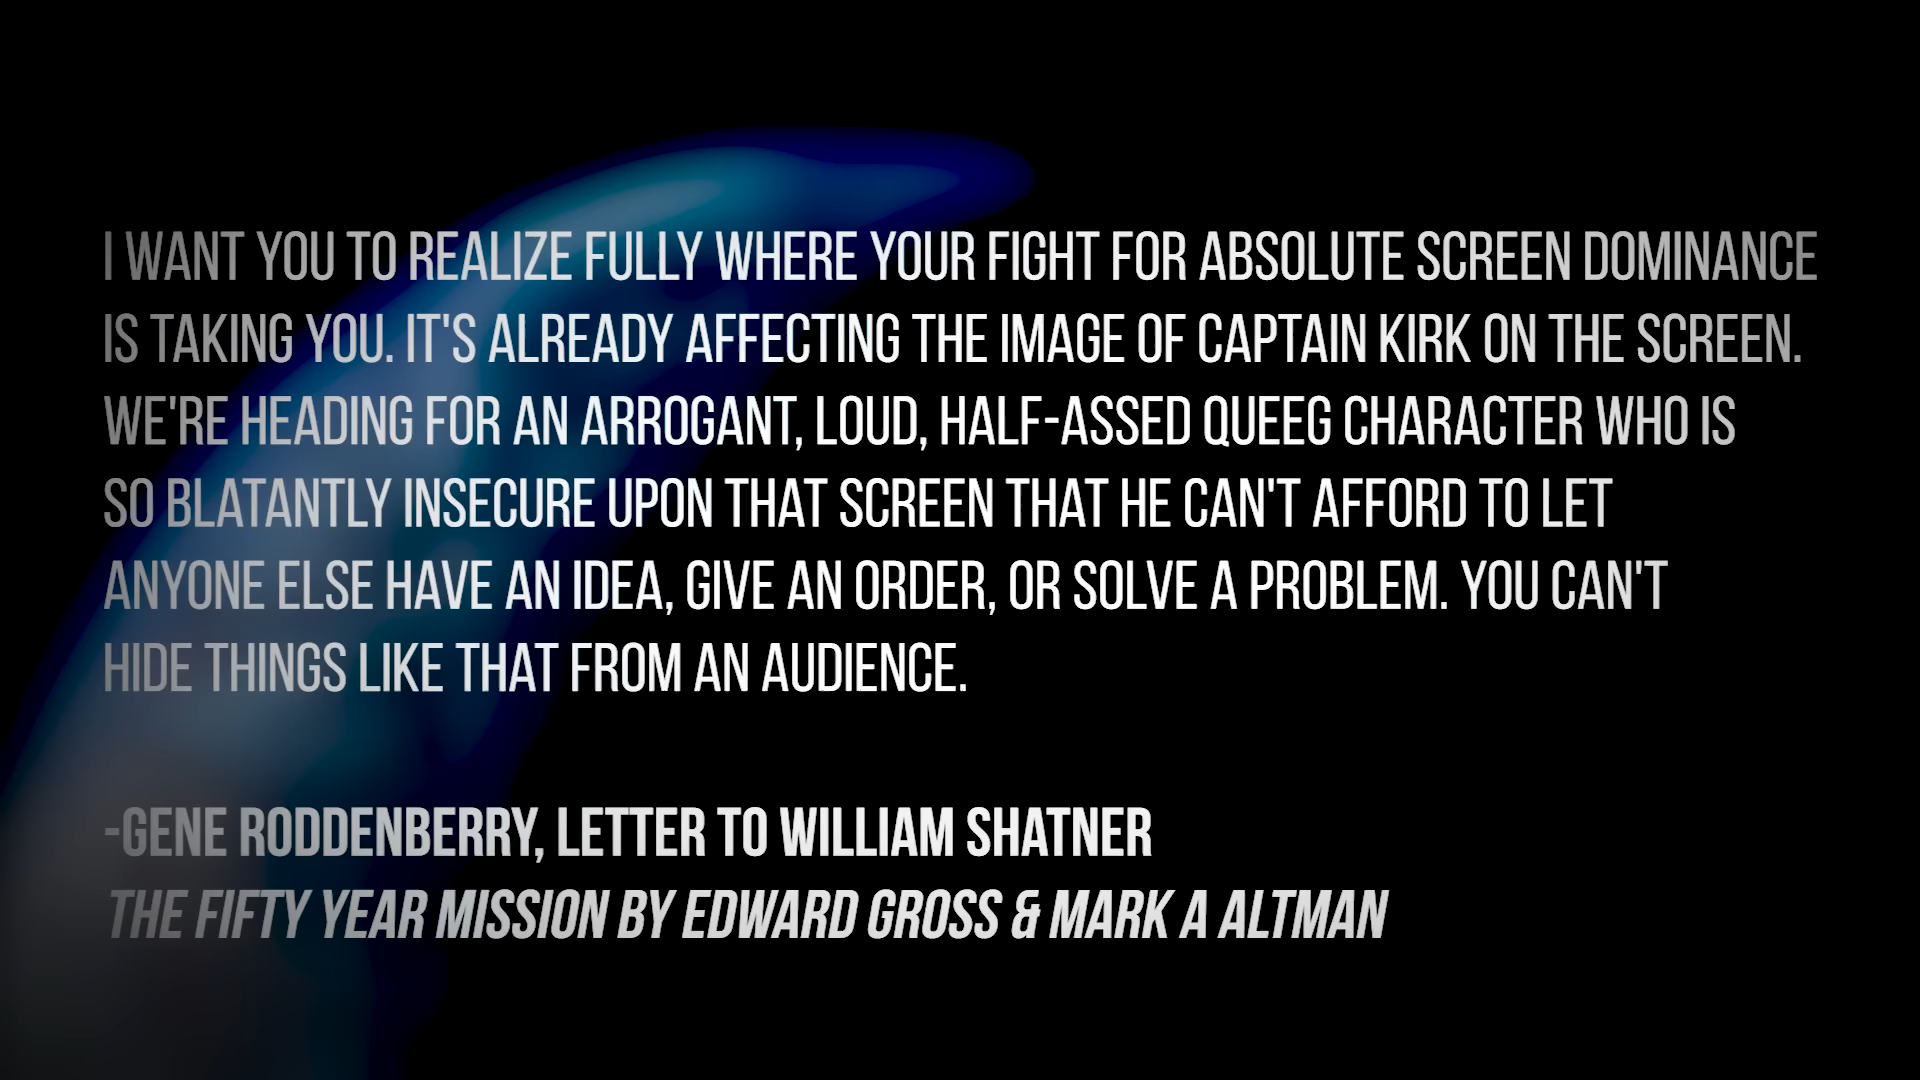 I WANT YOU TO REALIZE FULLY WHERE YOUR FIGHT FOR ABSOLUTE SCREEN DOMINANCE
IS TAKING YOU. IT'S ALREADY AFFECTING THE IMAGE OF CAPTAIN KIRK ON THE SCREEN.
WE'RE HEADING FOR AN ARROGANT, LOUD, HALF-ASSED QUEEG CHARACTER WHO IS
SO BLATANTLY INSECURE UPON THAT SCREEN THAT HE CAN'T AFFORD TO LET
ANYONE ELSE HAVE AN IDEA, GIVE AN ORDER, OR SOLVE A PROBLEM. YOU CAN'T
HIDE THINGS LIKE THAT FROM AN AUDIENCE.
-GENE RODDENBERRY, LETTER TO WILLIAM SHATNER
THE FIFTY YEAR MISSION BY EDWARD GROSS & MARK A ALTMAN